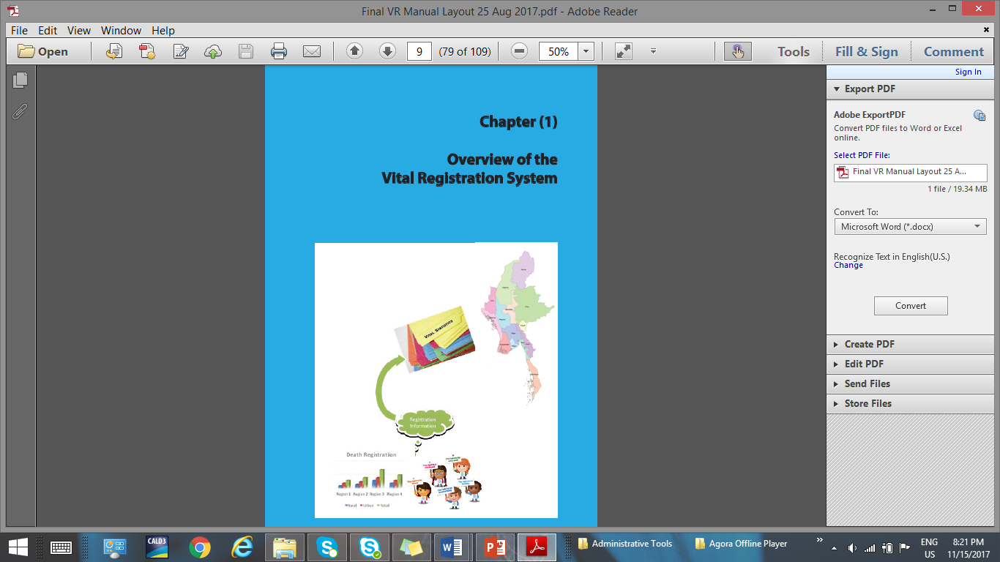 Final VR Manual Layout 25 Aug 2017.pdf - Adobe Reader
File Edit View Window Help
Open 9 (79 of 109) 50% Tools Fill & Sign Comment
Sign In
Export PDF
Adobe ExportPDF
Convert PDF files to Word or Excel
online.
Select PDF File:
Final VR Manual Layout 25 A...
1 file / 19.34 MB
Convert To:
Microsoft Word (*.docx)
Recognize Text in English(U.S.)
Change
Convert
Create PDF
Edit PDF
Send Files
Store Files
Chapter (1)
Overview of the
Vital Registration System
VITAL STATISTICS
Registration
Information
Death Registration
Region 1 Region 2 Region 3 Region 4
Rural Urban Total
CALD3
Administrative Tools
Agora Offline Player
ENG
US
8:21 PM
11/15/2017